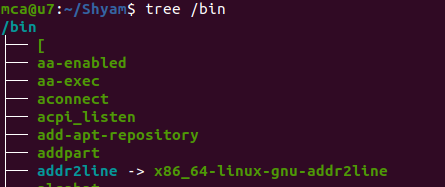 mca@u7:~/Shyam$ tree /bin
/bin
├── [
├── aa-enabled
├── aa-exec
├── aconnect
├── acpi_listen
├── add-apt-repository
├── addpart
├── addr2line -> x86_64-linux-gnu-addr2line